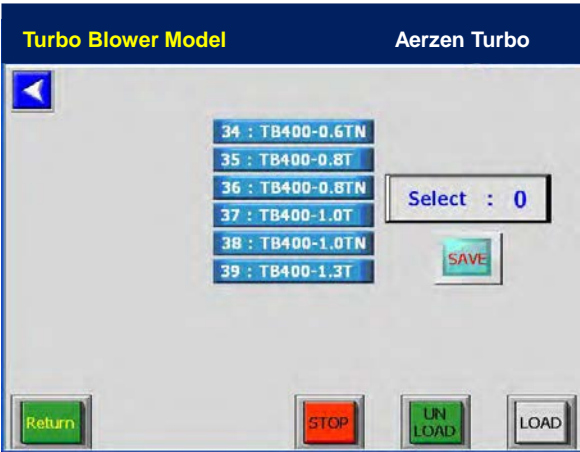 Turbo Blower Model Aerzen Turbo
34 : TB400-0.6TN
35 : TB400-0.8T
36 : TB400-0.8TN
37 : TB400-1.0T
38 : TB400-1.0TN
39 : TB400-1.3T
Select : 0
SAVE
Return
STOP
UN
LOAD
LOAD